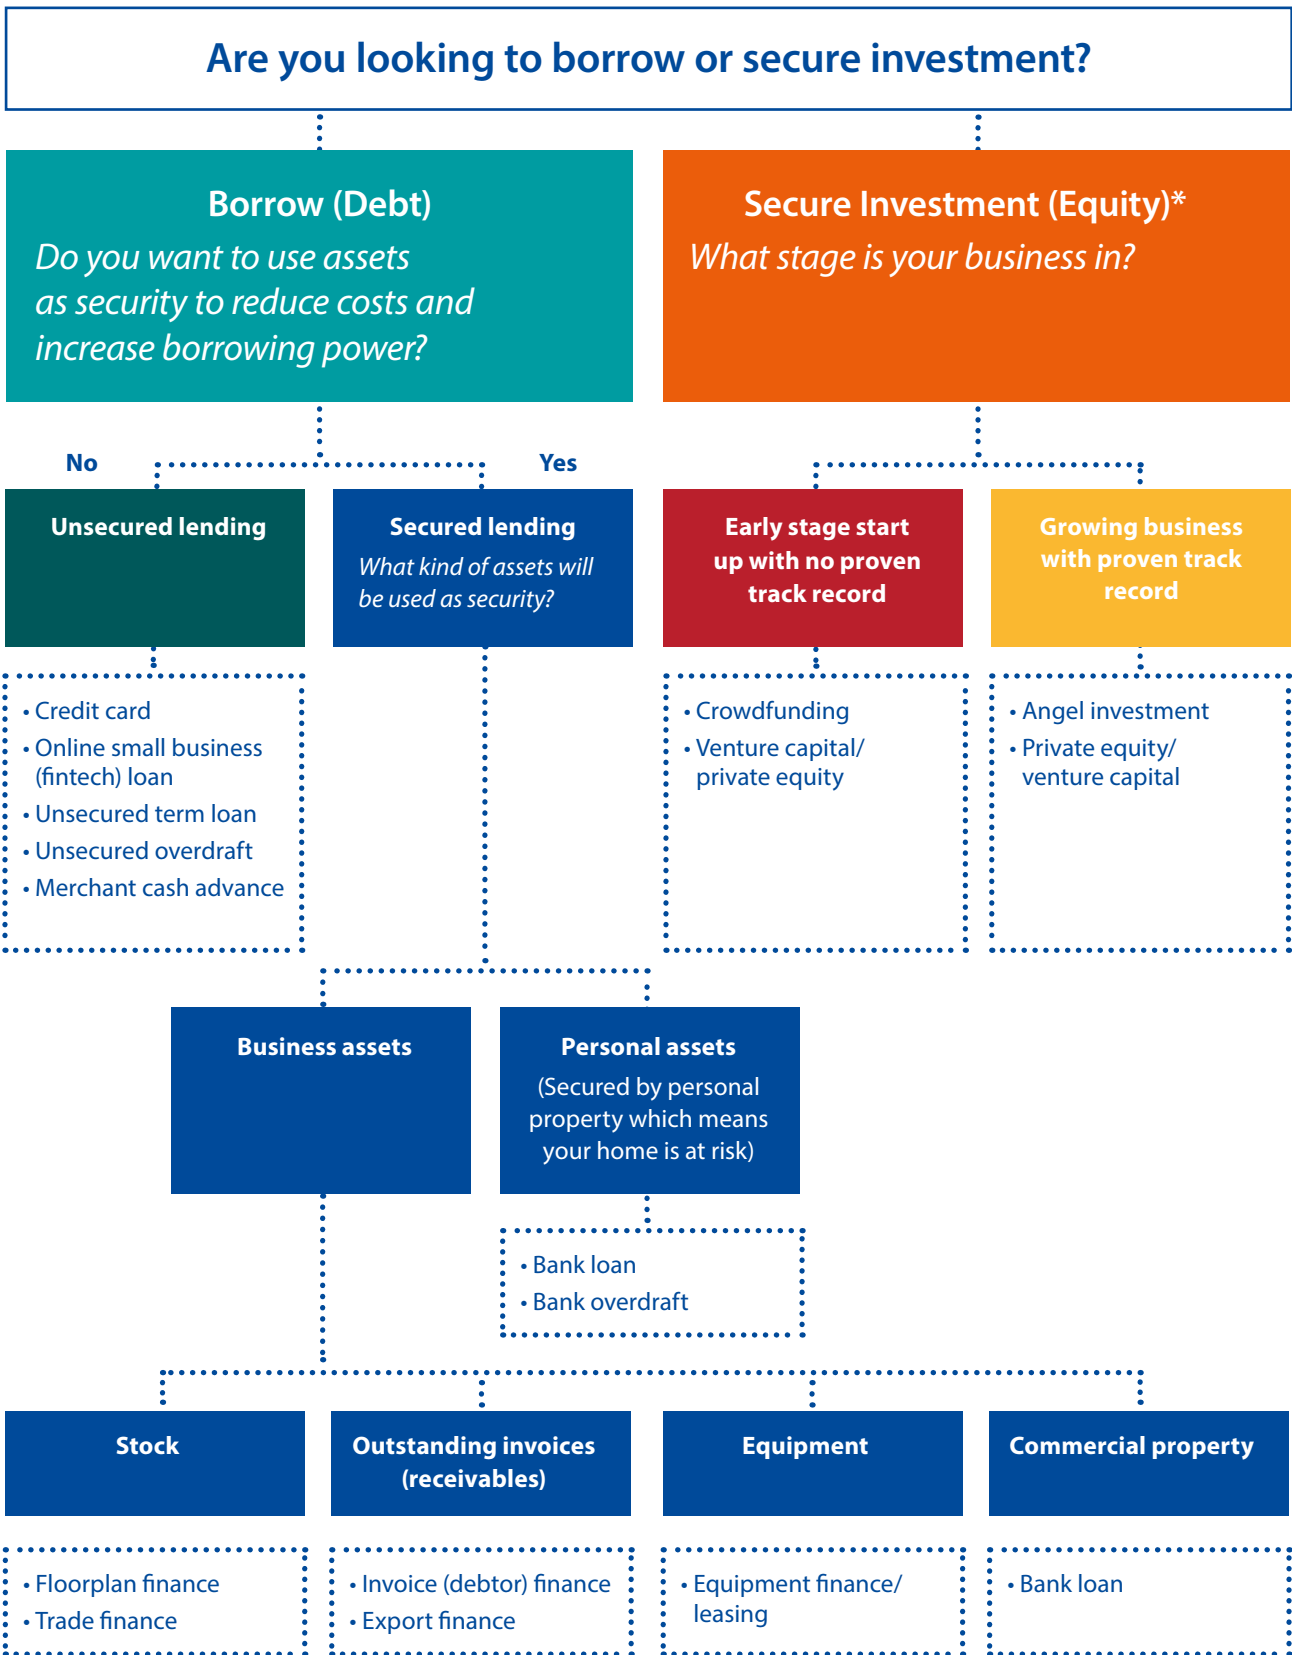 Are you looking to borrow or secure investment?
Borrow (Debt)
Do you want to use assets
as security to reduce costs and
increase borrowing power?
Secure Investment (Equity)*
What stage is your business in?
No
Yes
Unsecured lending
Secured lending
What kind of assets will
be used as security?
Early stage start
up with no proven
track record
Growing business
with proven track
record
• Credit card
• Online small business
(fintech) loan
• Unsecured term loan
• Unsecured overdraft
• Merchant cash advance
• Crowdfunding
• Venture capital/
private equity
• Angel investment
• Private equity/
venture capital
Business assets
Personal assets
(Secured by personal
property which means
your home is at risk)
• Bank loan
• Bank overdraft
Stock
Outstanding invoices
(receivables)
Equipment
Commercial property
• Floorplan finance
• Trade finance
• Invoice (debtor) finance
• Export finance
• Equipment finance/
leasing
• Bank loan